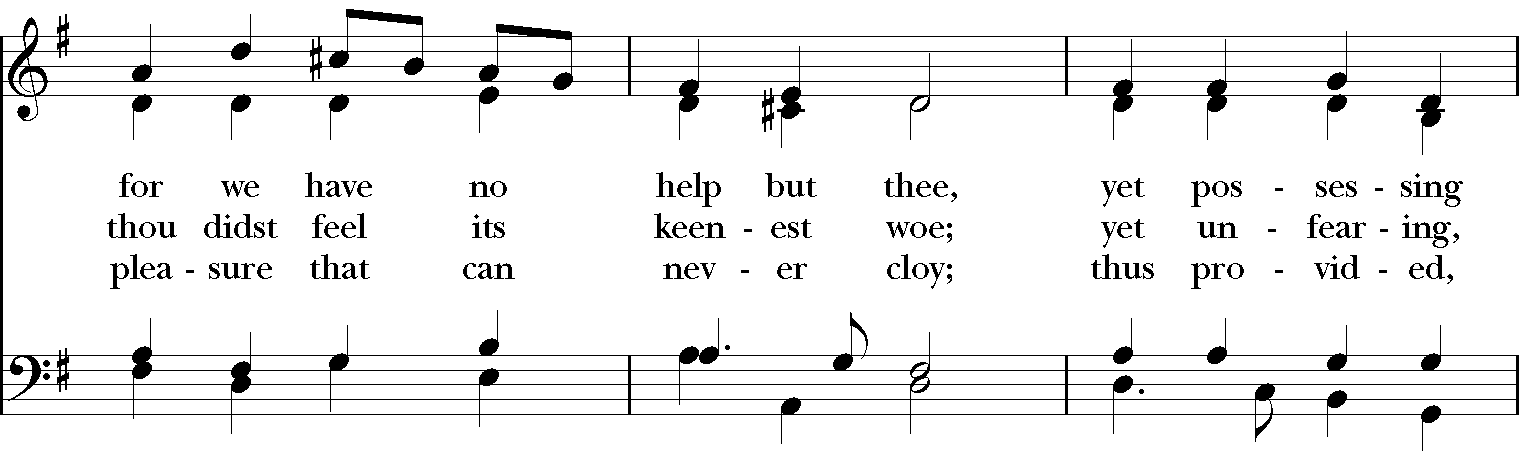 for we have no help but thee, yet pos - ses - sing
thou didst feel its keen - est woe; yet un - fear - ing,
plea - sure that can nev - er cloy; thus pro - vid - ed,